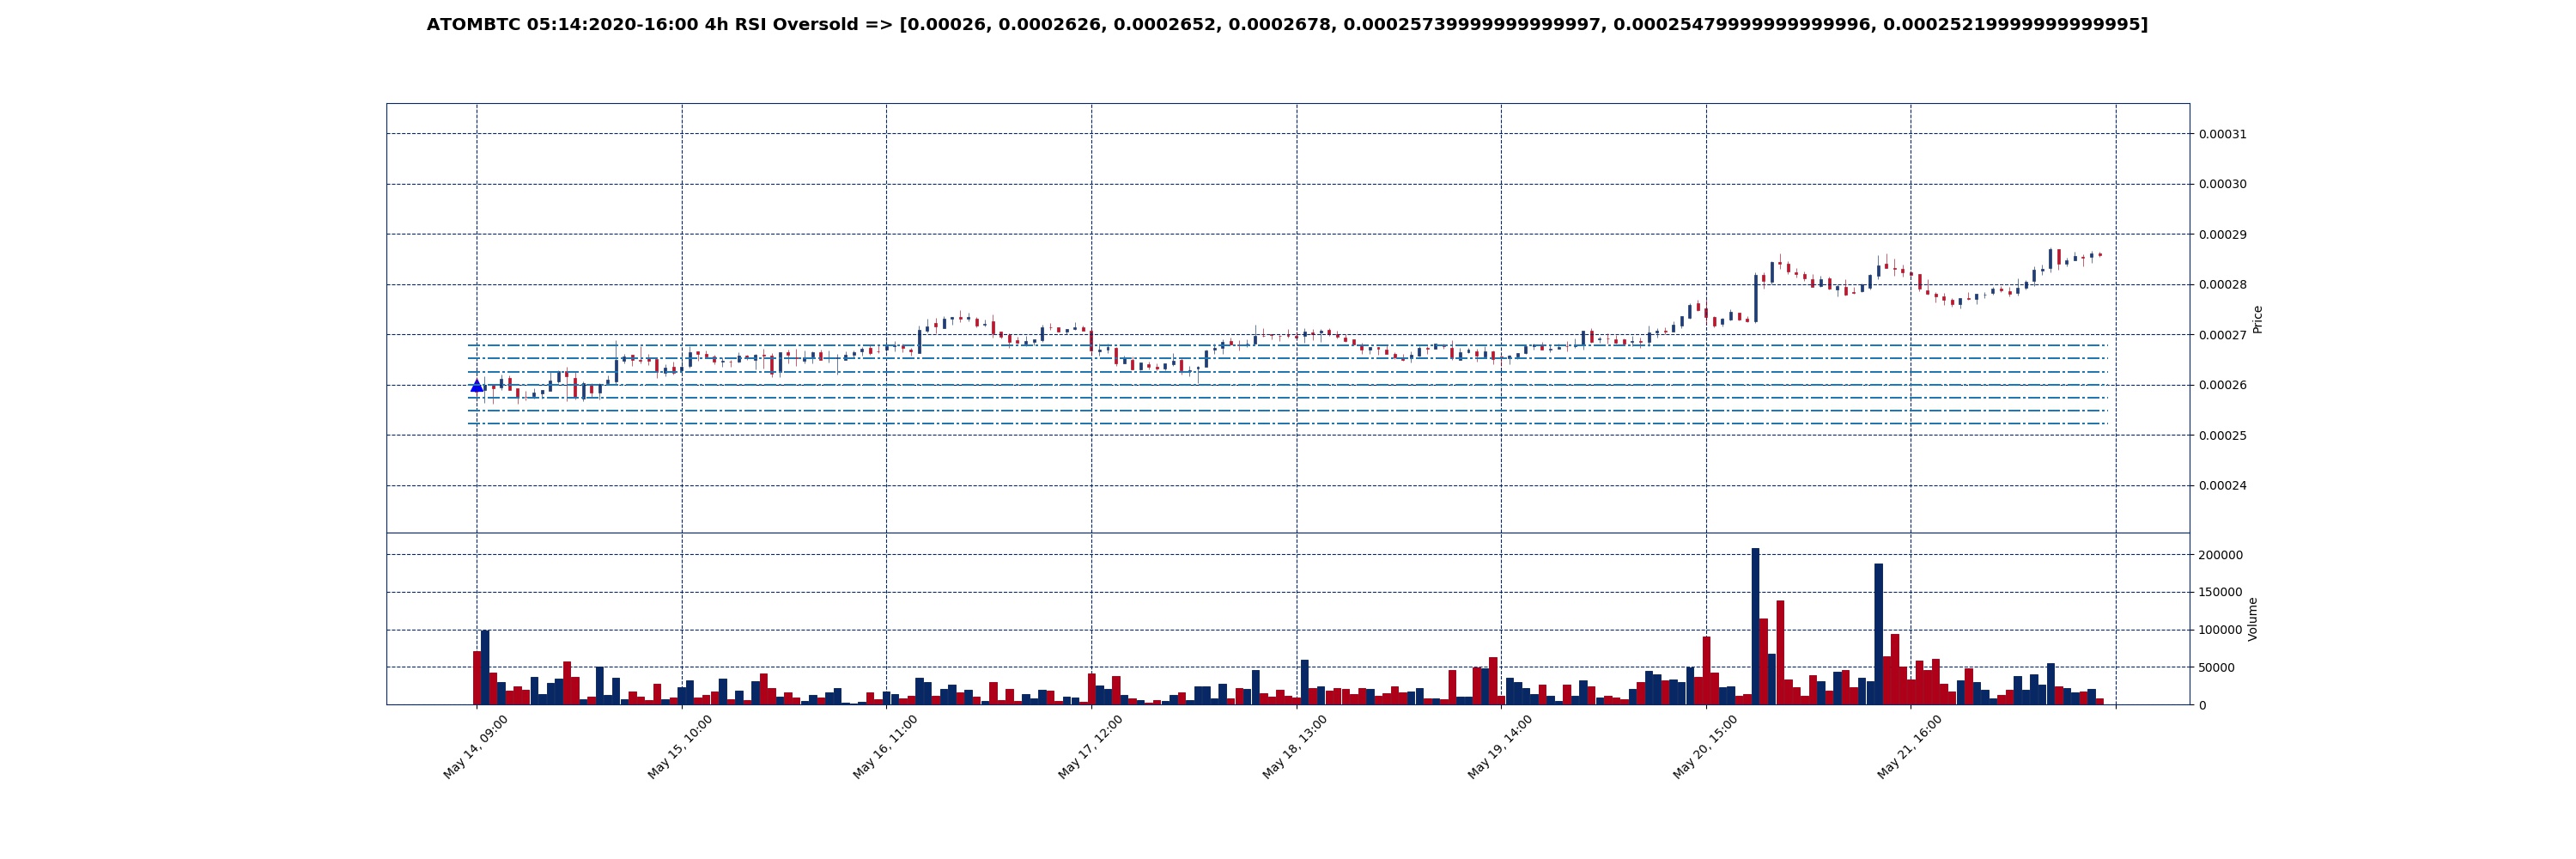 ATOMBTC 05:14:2020-16:00 4h RSI Oversold => [0.00026, 0.0002626, 0.0002652, 0.0002678, 0.00025739999999999997, 0.00025479999999999996, 0.00025219999999999995]
0.00031
0.00030
0.00029
0.00028
0.00027
0.00026
0.00025
0.00024
Price
200000
150000
100000
50000
0
Volume
May 14, 09:00
May 15, 10:00
May 16, 11:00
May 17, 12:00
May 18, 13:00
May 19, 14:00
May 20, 15:00
May 21, 16:00